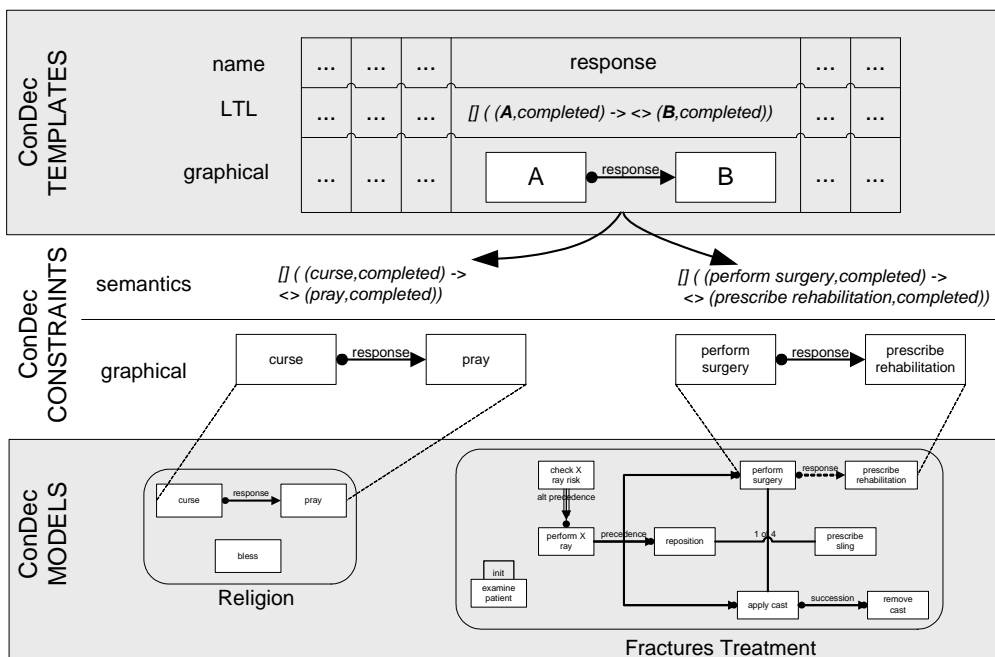 ConDec
TEMPLATES
name
... ... ... response ... ...
LTL
... ... ... [] ( (A,completed) -> <> (B,completed)) ... ...
graphical
... ... ... A response B ... ...
ConDec
CONSTRAINTS
semantics
[] ( (curse,completed) ->
<> (pray,completed))
[] ( (perform surgery,completed) ->
<> (prescribe rehabilitation,completed))
graphical
curse response pray
perform
surgery
response
prescribe
rehabilitation
ConDec
MODELS
curse response pray
bless
Religion
check X
ray risk
alt precedence
perform X
ray
precedence
reposition
1 of 4
prescribe
sling
perform
surgery
response
prescribe
rehabilitation
init
examine
patient
apply cast
succession
remove
cast
Fractures Treatment